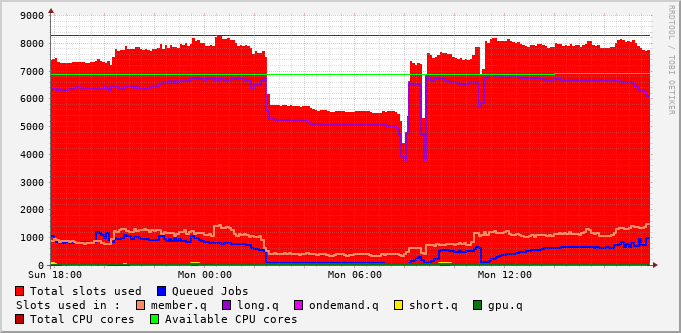 9000
8000
7000
6000
5000
4000
3000
2000
1000
0
Sun 18:00 Mon 00:00 Mon 06:00 Mon 12:00
RRDTOOL / TOBI OETIKER
Total slots used Queued Jobs
Slots used in : member.q long.q ondemand.q short.q gpu.q
Total CPU cores Available CPU cores